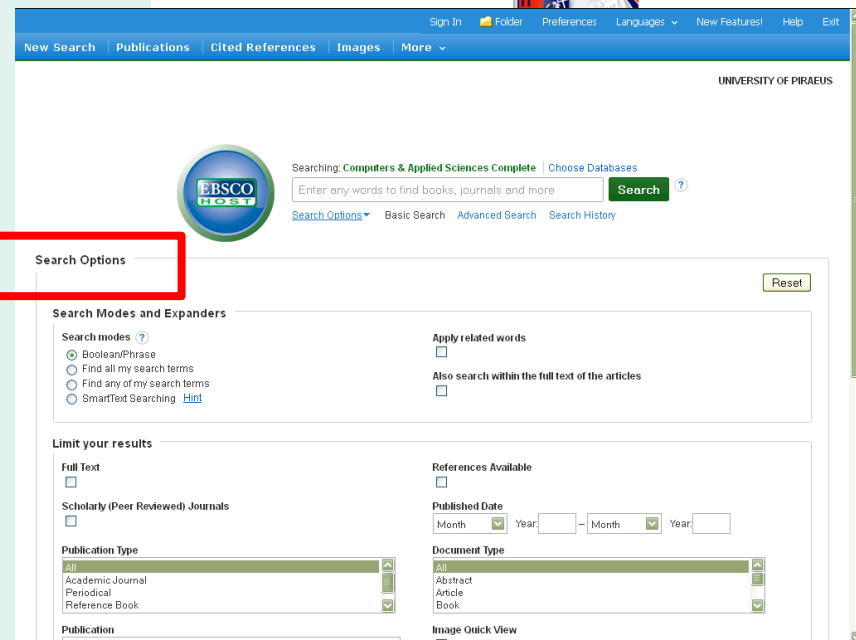 Sign In Folder Preferences Languages New Features! Help Exit
New Search Publications Cited References Images More
UNIVERSITY OF PIRAEUS
EBSCO
HOST
Searching: Computers & Applied Sciences Complete Choose Databases
Enter any words to find books, journals and more Search ?
Search Options Basic Search Advanced Search Search History
Search Options
Reset
Search Modes and Expanders
Search modes ? Apply related words
Boolean/Phrase
Find all my search terms
Find any of my search terms Also search within the full text of the articles
SmartText Searching Hint
Limit your results
Full Text References Available
Scholarly (Peer Reviewed) Journals Published Date
Month Year: – Month Year:
Publication Type Document Type
All All
Academic Journal Abstract
Periodical Article
Reference Book Book
Publication Image Quick View